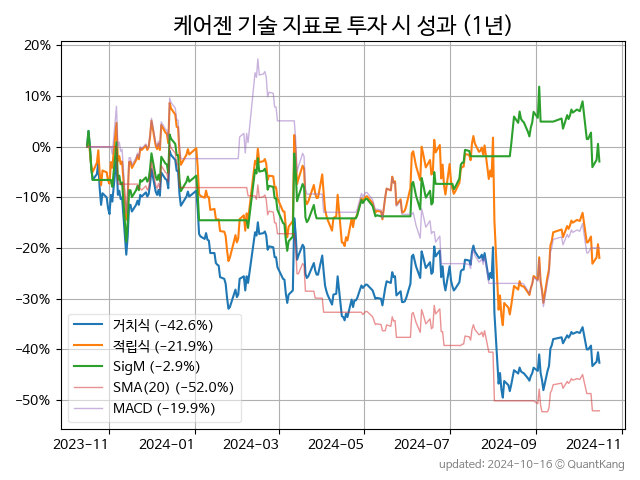 케어젠 기술 지표로 투자 시 성과 (1년)
20%
10%
0%
−10%
−20%
−30%
−40%
−50%
거치식 (−42.6%)
적립식 (−21.9%)
SigM (−2.9%)
SMA(20) (−52.0%)
MACD (−19.9%)
2023−11 2024−01 2024−03 2024−05 2024−07 2024−09 2024−11
updated: 2024-10-16 © QuantKang